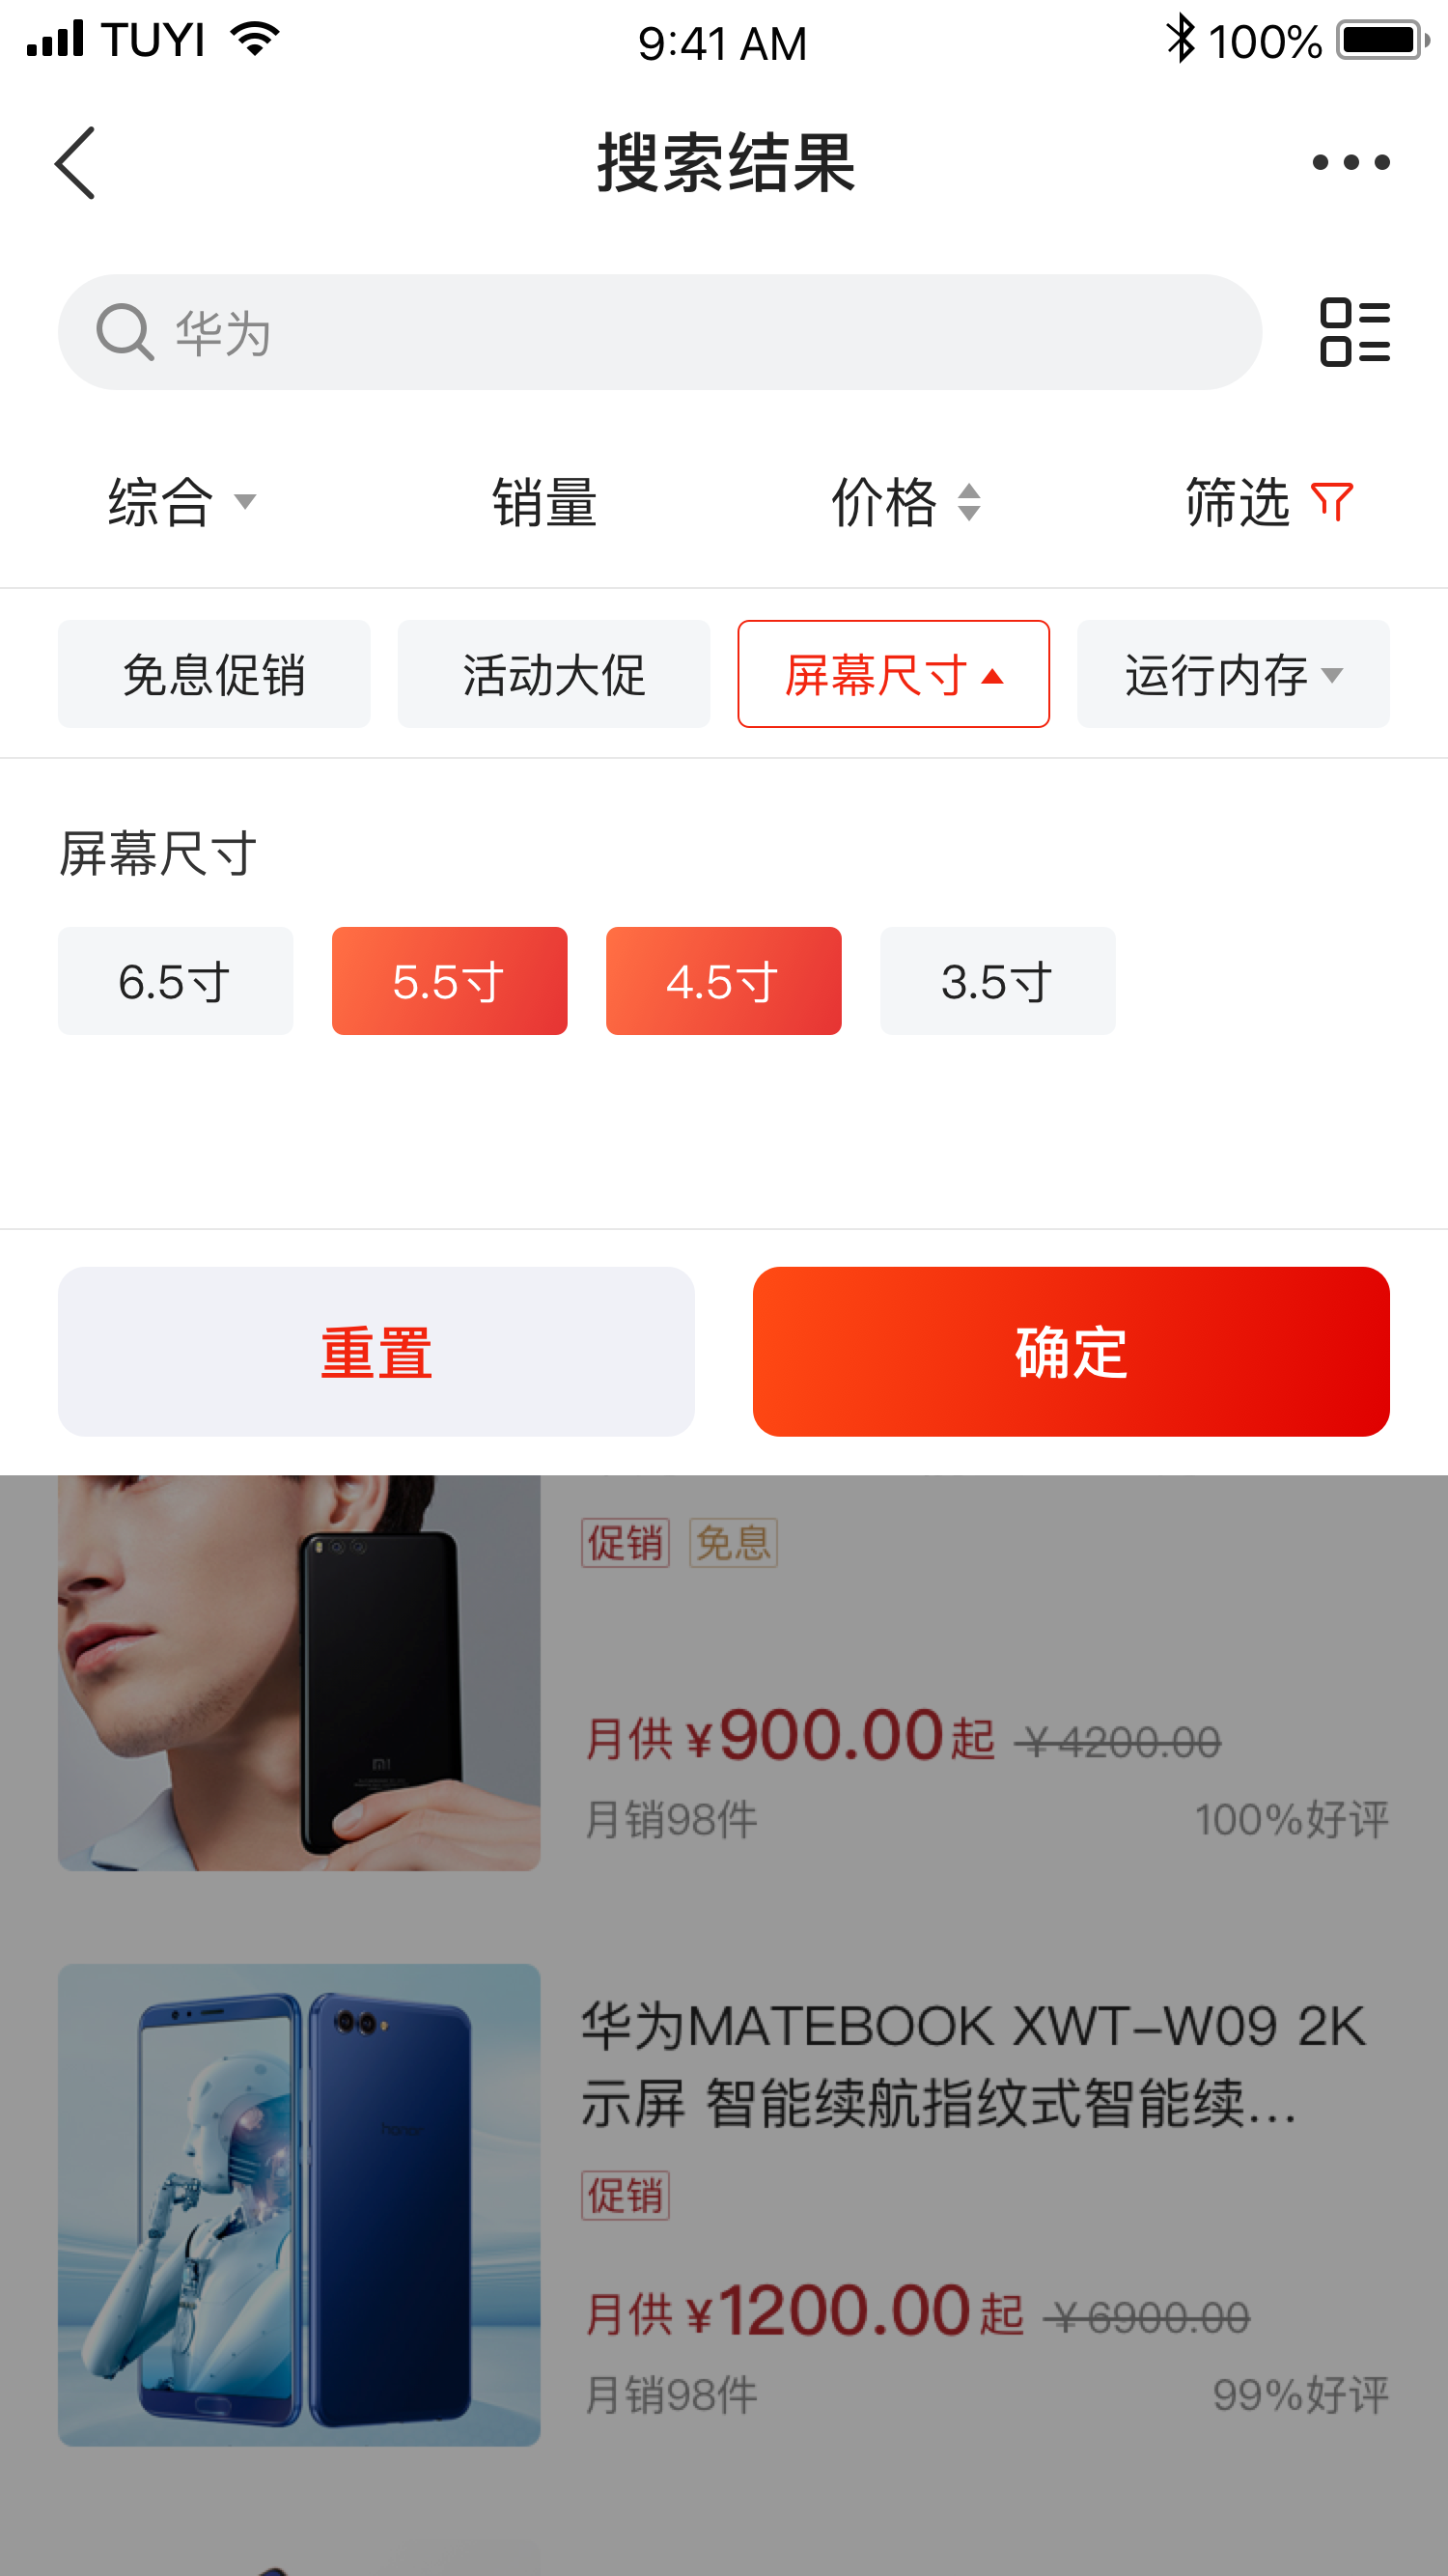 TUYI 9:41 AM 100%
搜索结果
华为
综合 销量 价格 筛选
免息促销 活动大促 屏幕尺寸 运行内存
屏幕尺寸
6.5寸 5.5寸 4.5寸 3.5寸
重置 确定
促销 免息
月供 ¥900.00起 ¥4200.00
月销98件 100%好评
华为MATEBOOK XWT-W09 2K
示屏 智能续航指纹式智能续...
honor
促销
月供 ¥1200.00起 ¥6900.00
月销98件 99%好评